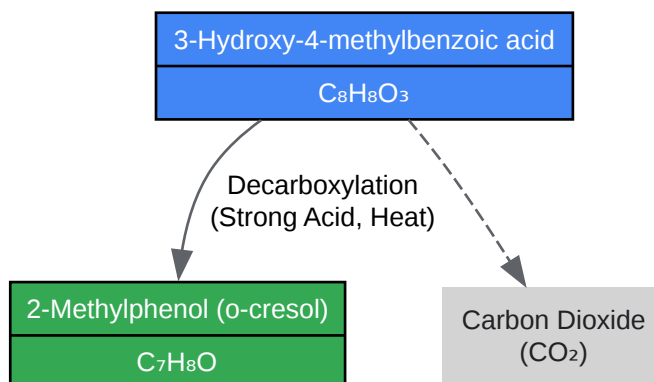 3-Hydroxy-4-methylbenzoic acid
C₈H₈O₃
Decarboxylation
(Strong Acid, Heat)
2-Methylphenol (o-cresol)
C₇H₈O
Carbon Dioxide
(CO₂)